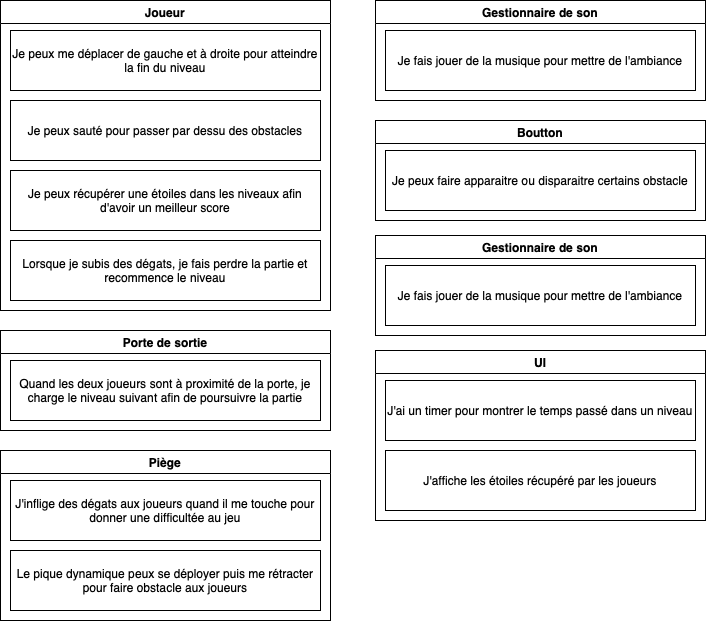 Joueur
Je peux me déplacer de gauche et à droite pour atteindre
la fin du niveau
Je peux sauté pour passer par dessu des obstacles
Je peux récupérer une étoiles dans les niveaux afin
d'avoir un meilleur score
Lorsque je subis des dégats, je fais perdre la partie et
recommence le niveau
Porte de sortie
Quand les deux joueurs sont à proximité de la porte, je
charge le niveau suivant afin de poursuivre la partie
Piège
J'inflige des dégats aux joueurs quand il me touche pour
donner une difficultée au jeu
Le pique dynamique peux se déployer puis me rétracter
pour faire obstacle aux joueurs
Gestionnaire de son
Je fais jouer de la musique pour mettre de l'ambiance
Boutton
Je peux faire apparaitre ou disparaitre certains obstacle
Gestionnaire de son
Je fais jouer de la musique pour mettre de l'ambiance
UI
J'ai un timer pour montrer le temps passé dans un niveau
J'affiche les étoiles récupéré par les joueurs